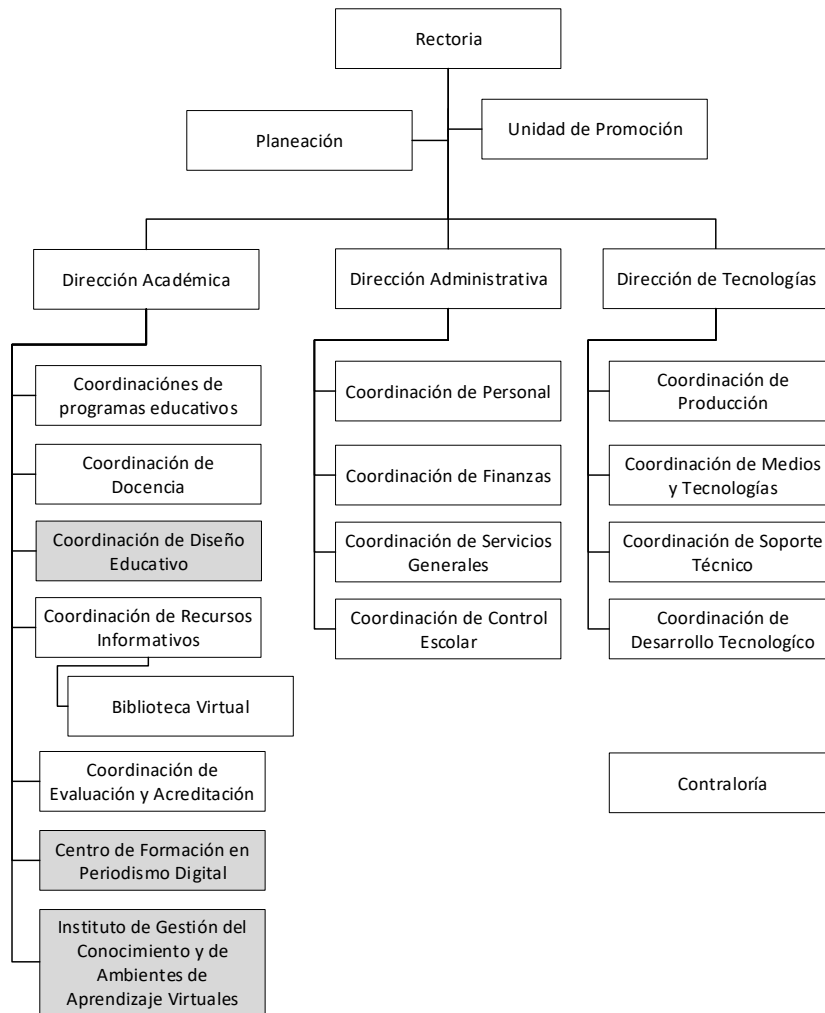 Rectoria
Planeación
Unidad de Promoción
Dirección Académica
Coordinaciónes de
programas educativos
Coordinación de
Docencia
Coordinación de Diseño
Educativo
Coordinación de Recursos
Informativos
Biblioteca Virtual
Coordinación de
Evaluación y Acreditación
Centro de Formación en
Periodismo Digital
Instituto de Gestión del
Conocimiento y de
Ambientes de
Aprendizaje Virtuales
Dirección Administrativa
Coordinación de Personal
Coordinación de Finanzas
Coordinación de Servicios
Generales
Coordinación de Control
Escolar
Dirección de Tecnologías
Coordinación de
Producción
Coordinación de Medios
y Tecnologías
Coordinación de Soporte
Técnico
Coordinación de
Desarrollo Tecnologíco
Contraloría